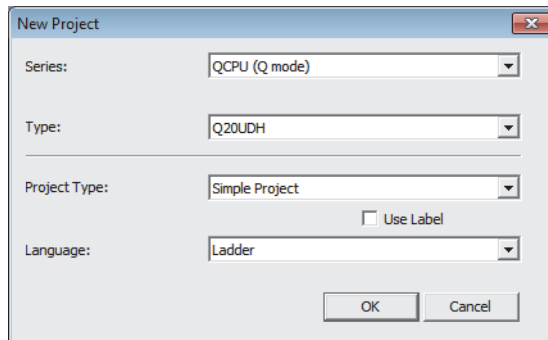 New Project
Series: QCPU (Q mode)
Type: Q20UDH
Project Type: Simple Project
Use Label
Language: Ladder
OK Cancel